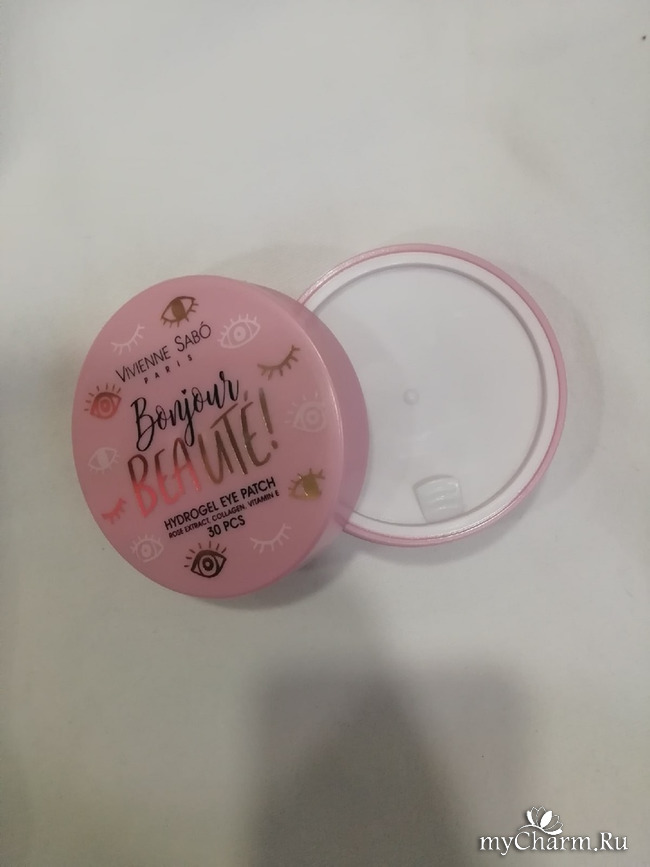 VIVIENNE SABÓ
PARIS
Bonjour
BEAUTÉ!
HYDROGEL EYE PATCH
ROSE EXTRACT, COLLAGEN, VITAMIN E
30 PCS
myCharm.Ru